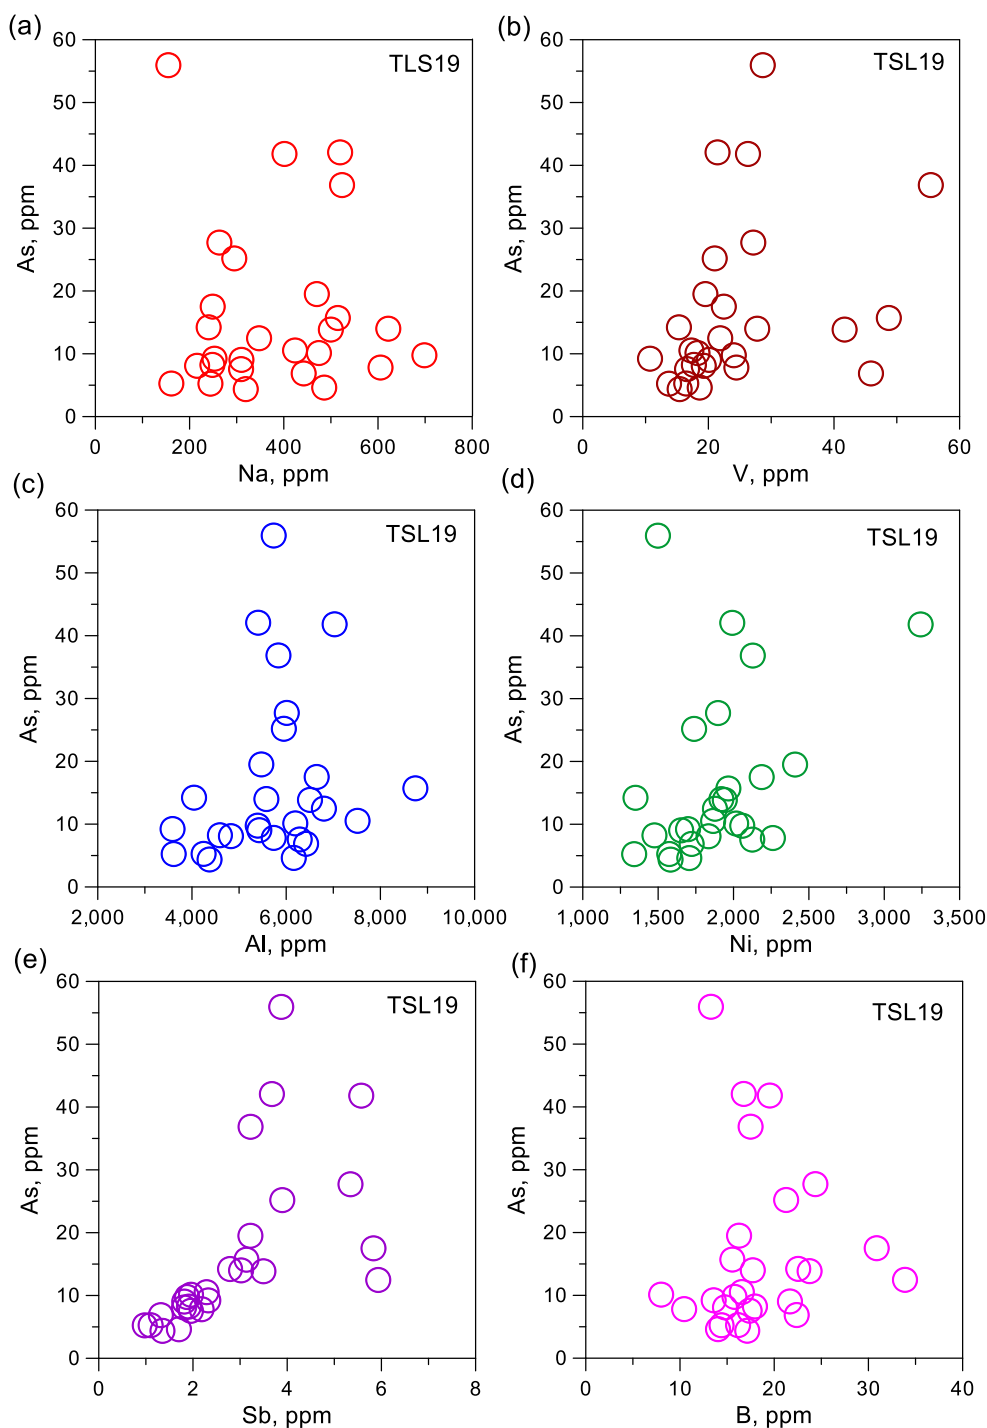 (a)
60
50
40
30
20
10
0
As, ppm
TLS19
0 200 400 600 800
Na, ppm
(b)
60
50
40
30
20
10
0
As, ppm
TSL19
0 20 40 60
V, ppm
(c)
60
50
40
30
20
10
0
As, ppm
TSL19
2,000 4,000 6,000 8,000 10,000
Al, ppm
(d)
60
50
40
30
20
10
0
As, ppm
TSL19
1,000 1,500 2,000 2,500 3,000 3,500
Ni, ppm
(e)
60
50
40
30
20
10
0
As, ppm
TSL19
0 2 4 6 8
Sb, ppm
(f)
60
50
40
30
20
10
0
As, ppm
TSL19
0 10 20 30 40
B, ppm